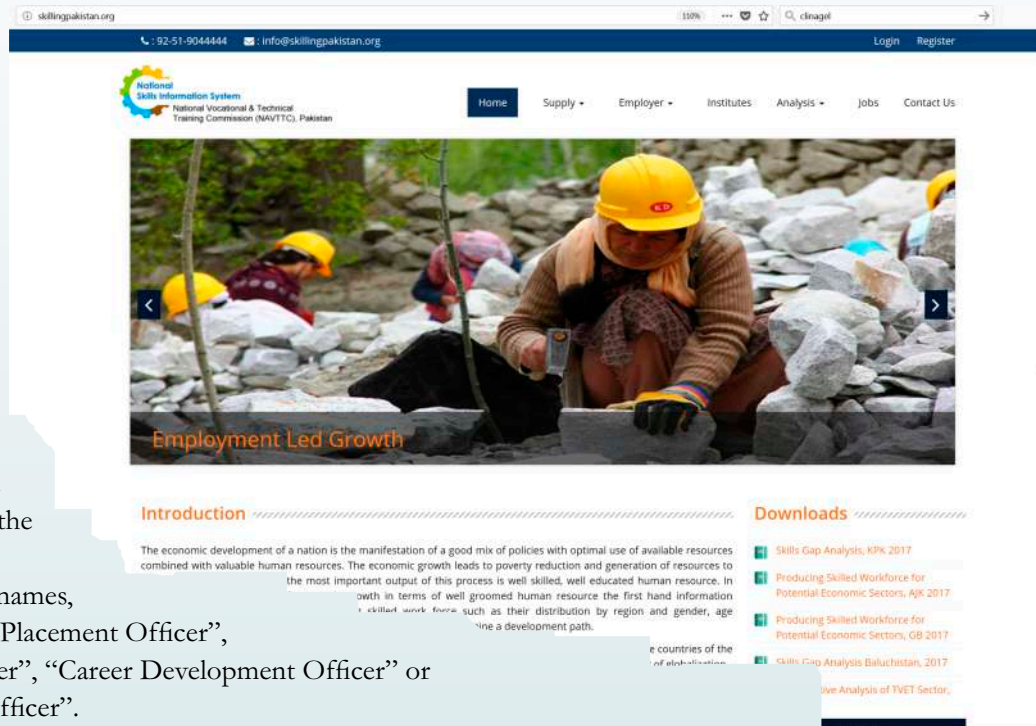 skillingpakistan.org
110%
clinagel
: 92-51-9044444 : info@skillingpakistan.org
Login Register
National
Skills Information System
National Vocational & Technical
Training Commission (NAVTTC), Pakistan
Home Supply Employer Institutes Analysis Jobs Contact Us
Employment Led Growth
Introduction
The economic development of a nation is the manifestation of a good mix of policies with optimal use of available resources
combined with valuable human resources. The economic growth leads to poverty reduction and generation of resources to
the most important output of this process is well skilled, well educated human resource. In
owth in terms of well groomed human resource the first hand information
skilled work force such as their distribution by region and gender, age
ine a development path.
e countries of the
of globalization
Downloads
Skills Gap Analysis, KPK 2017
Producing Skilled Workforce for
Potential Economic Sectors, AJK 2017
Producing Skilled Workforce for
Potential Economic Sectors, GB 2017
Skills Gap Analysis Baluchistan, 2017
ive Analysis of TVET Sector,
the
names,
Placement Officer”,
er”, “Career Development Officer” or
fficer”.